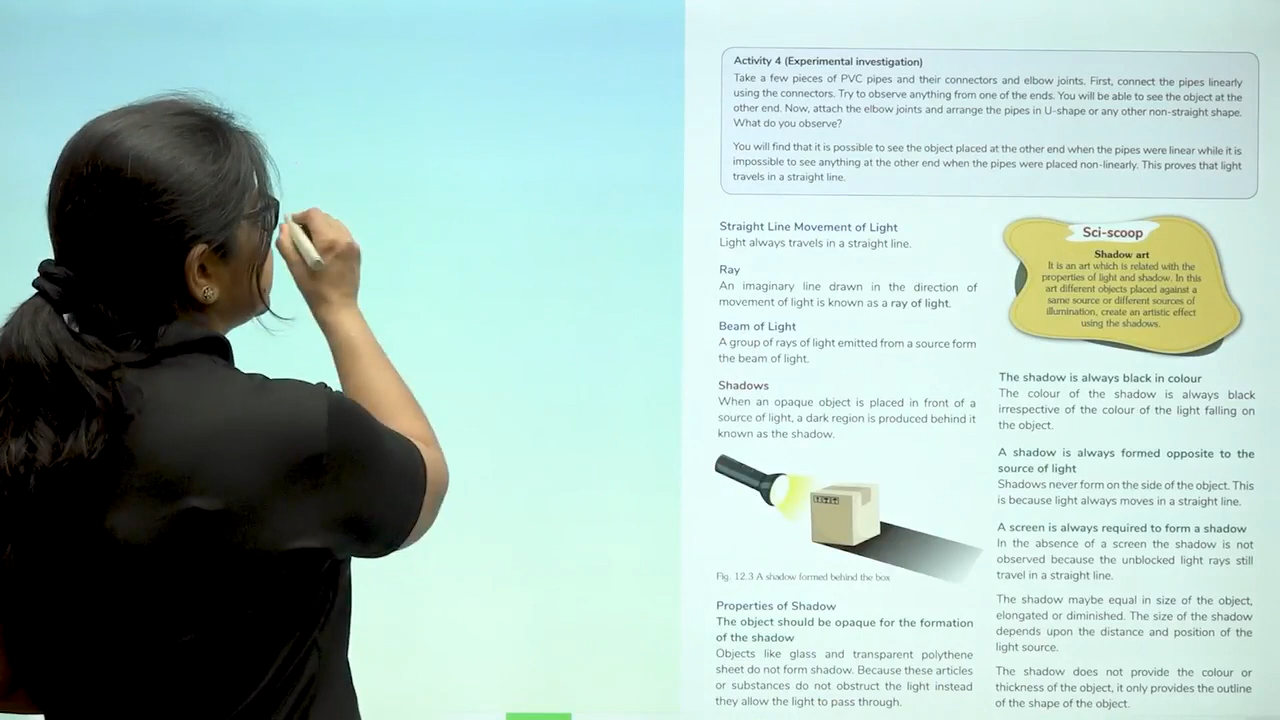 Activity 4 (Experimental investigation)
Take a few pieces of PVC pipes and their connectors and elbow joints. First, connect the pipes linearly
using the connectors. Try to observe anything from one of the ends. You will be able to see the object at the
other end. Now, attach the elbow joints and arrange the pipes in U-shape or any other non-straight shape.
What do you observe?
You will find that it is possible to see the object placed at the other end when the pipes were linear while it is
impossible to see anything at the other end when the pipes were placed non-linearly. This proves that light
travels in a straight line.
Straight Line Movement of Light
Light always travels in a straight line.
Ray
An imaginary line drawn in the direction of
movement of light is known as a ray of light.
Beam of Light
A group of rays of light emitted from a source form
the beam of light.
Shadows
When an opaque object is placed in front of a
source of light, a dark region is produced behind it
known as the shadow.
Fig. 12.3 A shadow formed behind the box
Properties of Shadow
The object should be opaque for the formation
of the shadow
Objects like glass and transparent polythene
sheet do not form shadow. Because these articles
or substances do not obstruct the light instead
they allow the light to pass through.
Sci-scoop
Shadow art
It is an art which is related with the
properties of light and shadow. In this
art different objects placed against a
same source or different sources of
illumination, create an artistic effect
using the shadows.
The shadow is always black in colour
The colour of the shadow is always black
irrespective of the colour of the light falling on
the object.
A shadow is always formed opposite to the
source of light
Shadows never form on the side of the object. This
is because light always moves in a straight line.
A screen is always required to form a shadow
In the absence of a screen the shadow is not
observed because the unblocked light rays still
travel in a straight line.
The shadow maybe equal in size of the object,
elongated or diminished. The size of the shadow
depends upon the distance and position of the
light source.
The shadow does not provide the colour or
thickness of the object, it only provides the outline
of the shape of the object.